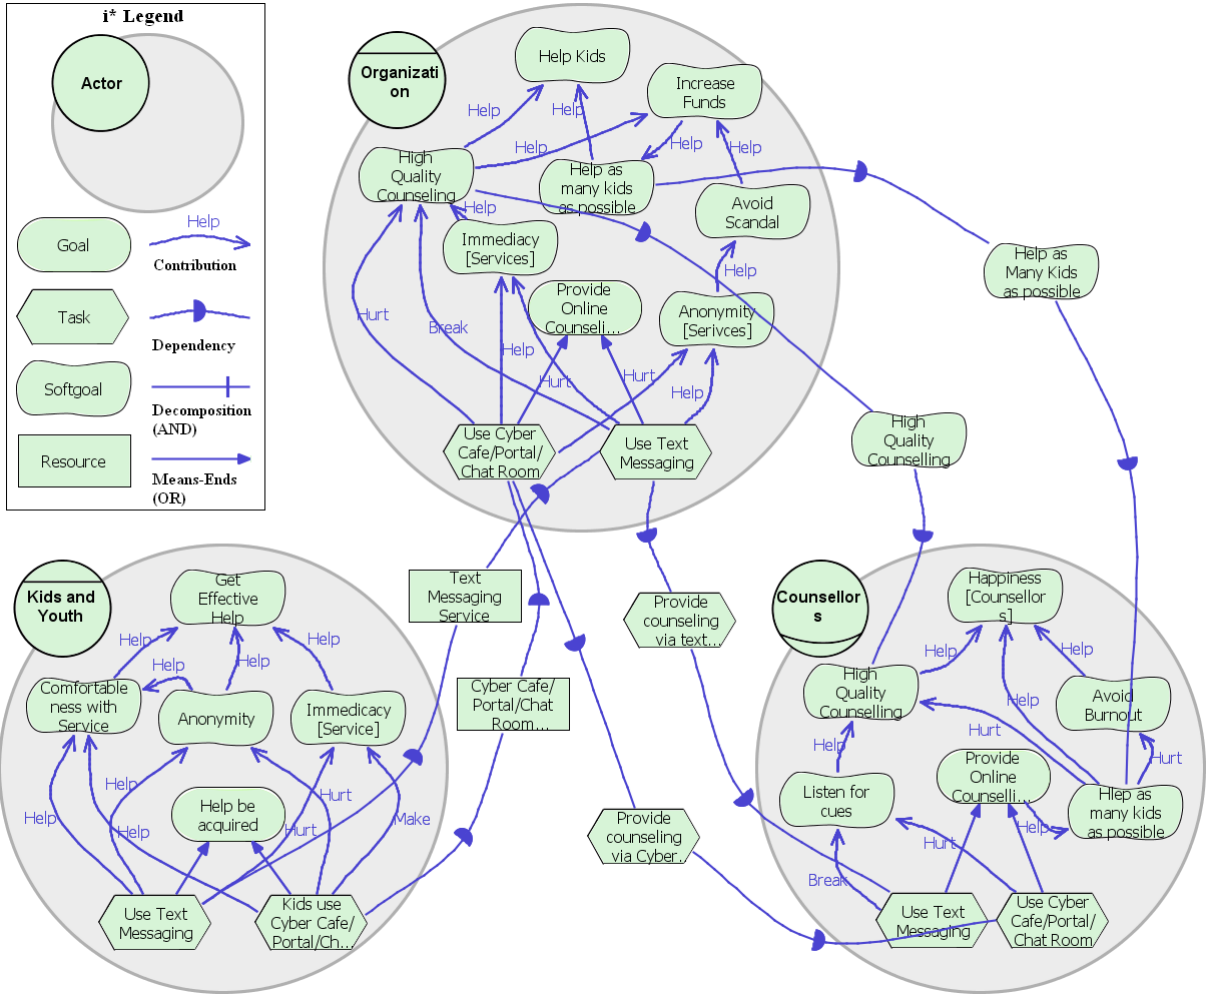 i* Legend
Actor
Goal
Help
Contribution
Task
Dependency
Softgoal
Decomposition
(AND)
Resource
Means-Ends
(OR)
Organizati
on
Help Kids
Increase
Funds
Help
Help
Help
Help
Help
High
Quality
Counseling
Help as
many kids
as possible
Avoid
Scandal
Help
Immediacy
[Services]
Help
Provide
Online
Counseli...
Anonymity
[Serivces]
Hurt
Break
Help
Hurt
Hurt
Help
Use Cyber
Cafe/Portal/
Chat Room
Use Text
Messaging
Help as
Many Kids
as possible
High
Quality
Counselling
Text
Messaging
Service
Provide
counseling
via text...
Cyber Cafe/
Portal/Chat
Room...
Provide
counseling
via Cyber...
Kids and
Youth
Get
Effective
Help
Help
Help
Help
Help
Comfortable
ness with
Service
Anonymity
Immedicacy
[Service]
Help
Help
Help
Hurt
Hurt
Make
Help be
acquired
Use Text
Messaging
Kids use
Cyber Cafe/
Portal/Ch...
Counsellor
s
Happiness
[Counsellor
s]
Help
Help
Help
High
Quality
Counselling
Avoid
Burnout
Hurt
Hurt
Help
Provide
Online
Counselli...
Listen for
cues
Hlep as
many kids
as possible
Help
Hurt
Break
Use Text
Messaging
Use Cyber
Cafe/Portal/
Chat Room